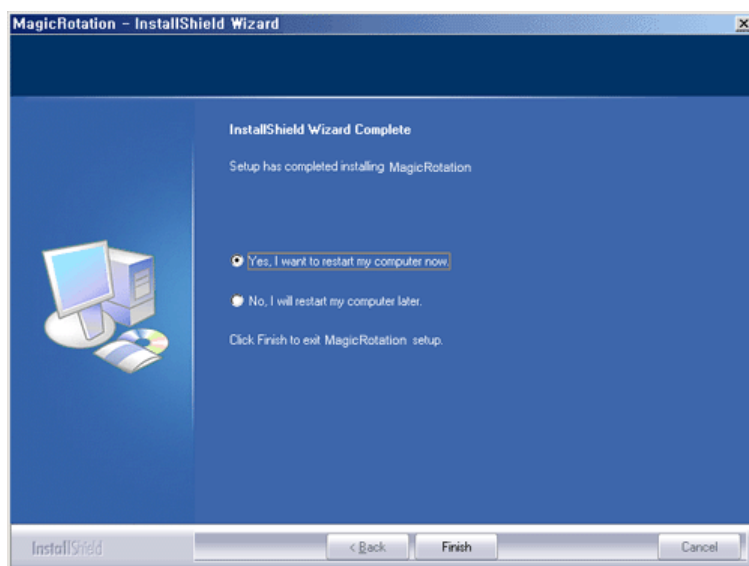 MagicRotation – InstallShield Wizard
InstallShield Wizard Complete
Setup has completed installing MagicRotation
Yes, I want to restart my computer now.
No, I will restart my computer later.
Click Finish to exit MagicRotation setup.
InstallShield
< Back
Finish
Cancel